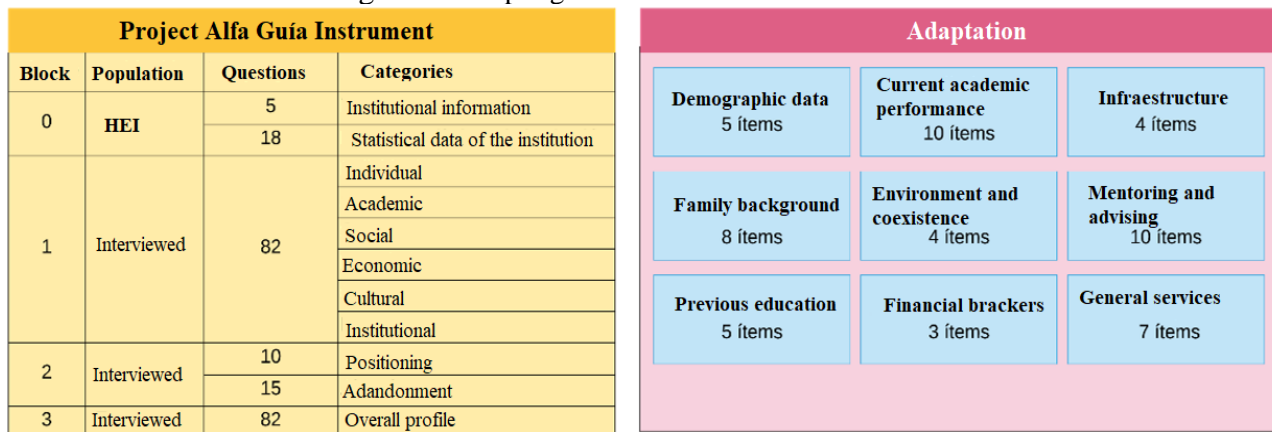 Project Alfa Guía Instrument
Block Population Questions Categories
0 HEI 5 Institutional information
18 Statistical data of the institution
1 Interviewed 82 Individual
Academic
Social
Economic
Cultural
Institutional
2 Interviewed 10 Positioning
15 Adandonment
3 Interviewed 82 Overall profile
Adaptation
Demographic data
5 ítems
Current academic
performance
10 ítems
Infraestructure
4 ítems
Family background
8 ítems
Environment and
coexistence
4 ítems
Mentoring and
advising
10 ítems
Previous education
5 ítems
Financial brackers
3 ítems
General services
7 ítems